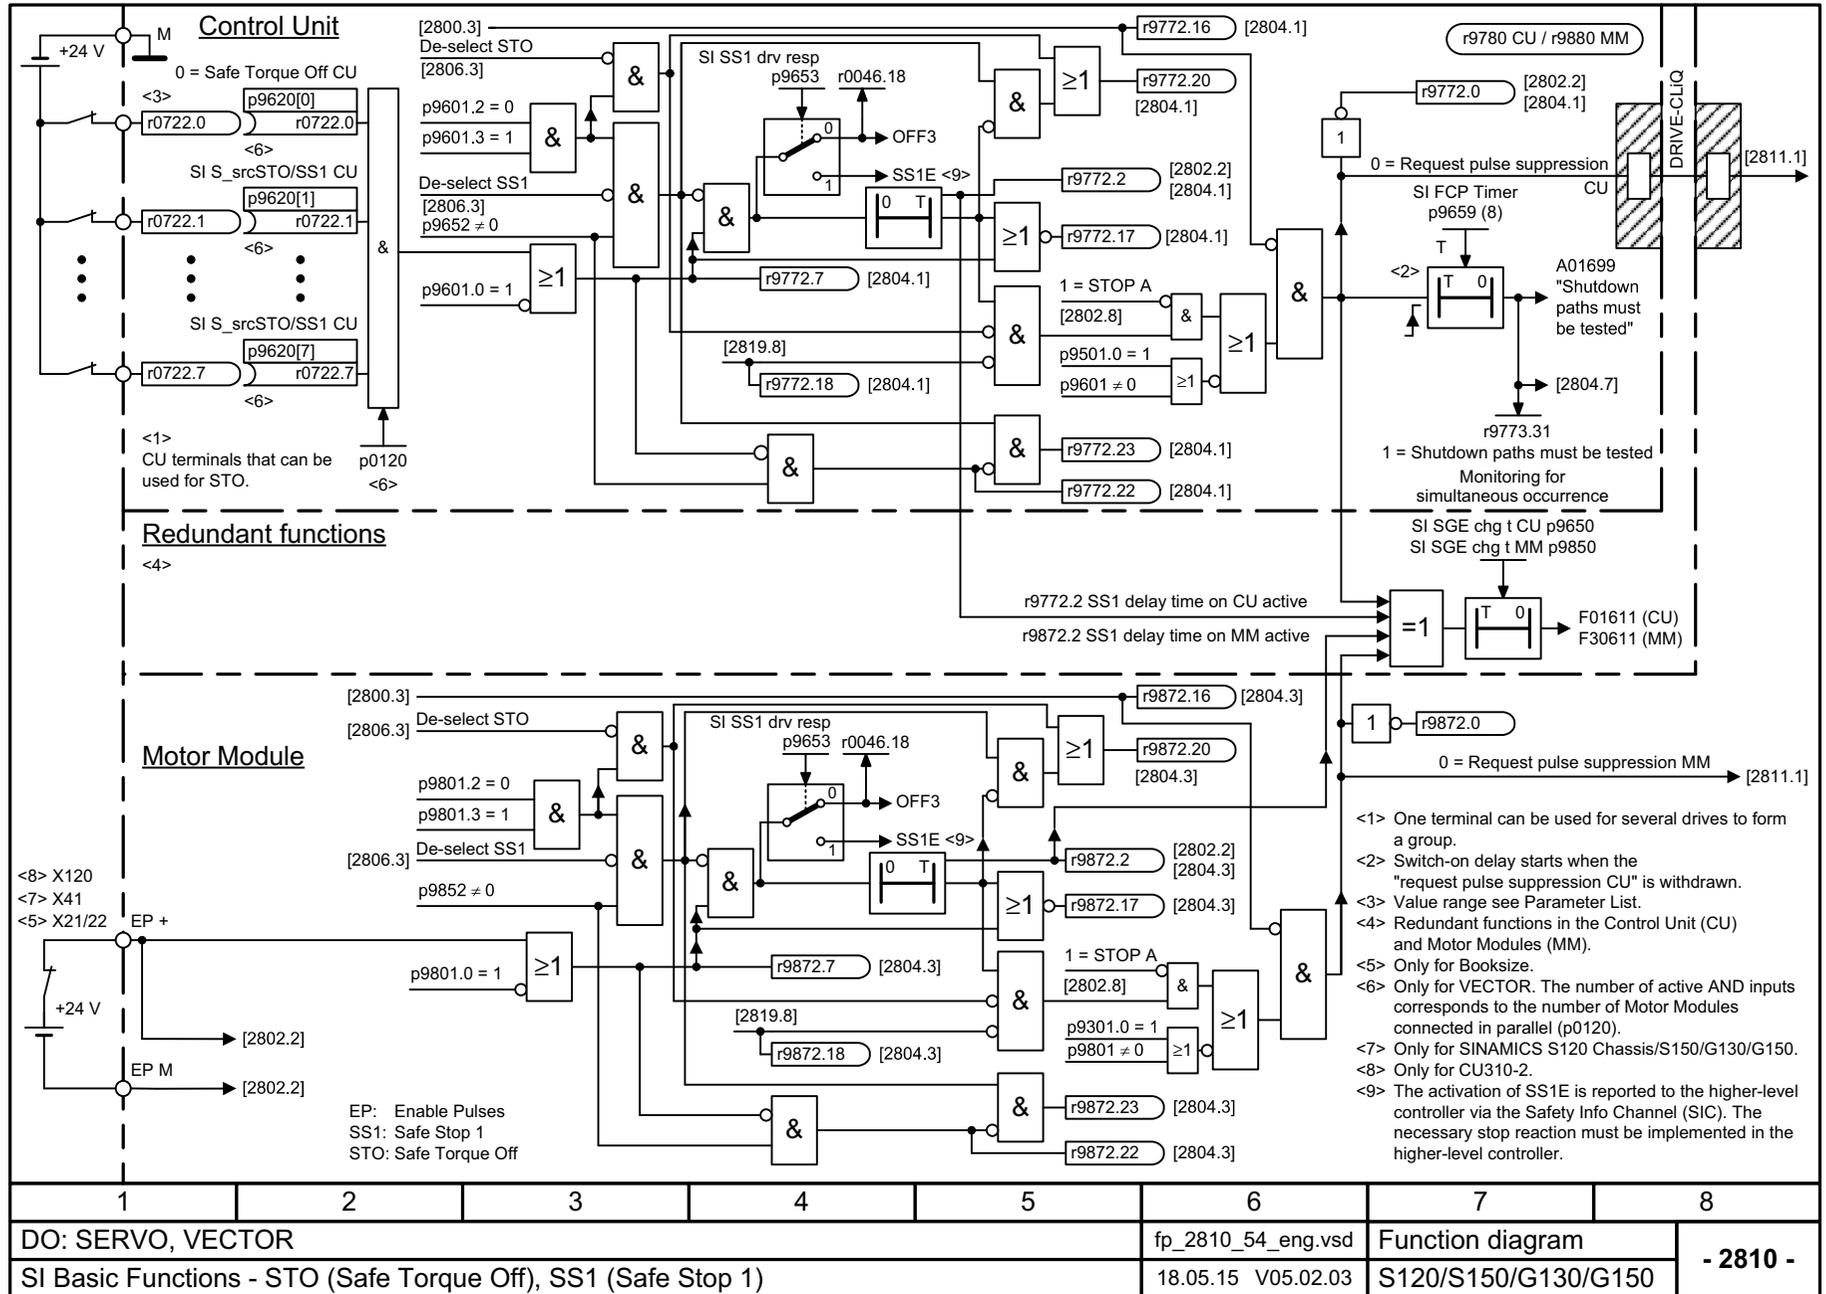 Control Unit
+24 V
M
0 = Safe Torque Off CU
<3>
p9620[0]
r0722.0
r0722.0
<6>
SI S_srcSTO/SS1 CU
p9620[1]
r0722.1
r0722.1
<6>
SI S_srcSTO/SS1 CU
p9620[7]
r0722.7
r0722.7
<6>
&
<1>
CU terminals that can be
used for STO.
p0120
<6>
[2800.3]
De-select STO
[2806.3]
&
p9601.2 = 0
p9601.3 = 1
&
De-select SS1
[2806.3]
p9652 ≠ 0
&
p9601.0 = 1
≥1
&
SI SS1 drv resp
p9653
r0046.18
0
1
OFF3
SS1E <9>
0 T
r9772.7
[2804.1]
[2819.8]
r9772.18
[2804.1]
&
r9772.16
[2804.1]
&
≥1
r9772.20
[2804.1]
r9772.2
[2802.2]
[2804.1]
≥1
r9772.17
[2804.1]
&
1 = STOP A
[2802.8]
&
p9501.0 = 1
p9601 ≠ 0
≥1
≥1
&
&
r9772.23
[2804.1]
r9772.22
[2804.1]
r9780 CU / r9880 MM
r9772.0
[2802.2]
[2804.1]
1
0 = Request pulse suppression
CU
DRIVE-CLiQ
[2811.1]
SI FCP Timer
p9659 (8)
T
<2>
T 0
A01699
"Shutdown
paths must
be tested"
[2804.7]
r9773.31
1 = Shutdown paths must be tested
Monitoring for
simultaneous occurrence
Redundant functions
<4>
SI SGE chg t CU p9650
SI SGE chg t MM p9850
r9772.2 SS1 delay time on CU active
r9872.2 SS1 delay time on MM active
=1
T 0
F01611 (CU)
F30611 (MM)
Motor Module
[2800.3]
[2806.3]
De-select STO
&
p9801.2 = 0
p9801.3 = 1
&
[2806.3]
De-select SS1
p9852 ≠ 0
&
<8> X120
<7> X41
<5> X21/22
EP +
+24 V
[2802.2]
EP M
[2802.2]
p9801.0 = 1
≥1
&
SI SS1 drv resp
p9653
r0046.18
0
1
OFF3
SS1E <9>
0 T
r9872.7
[2804.3]
[2819.8]
r9872.18
[2804.3]
&
r9872.16
[2804.3]
&
≥1
r9872.20
[2804.3]
r9872.2
[2802.2]
[2804.3]
≥1
r9872.17
[2804.3]
&
1 = STOP A
[2802.8]
&
p9301.0 = 1
p9801 ≠ 0
≥1
≥1
&
&
r9872.23
[2804.3]
r9872.22
[2804.3]
1
r9872.0
0 = Request pulse suppression MM
[2811.1]
EP: Enable Pulses
SS1: Safe Stop 1
STO: Safe Torque Off
<1> One terminal can be used for several drives to form
a group.
<2> Switch-on delay starts when the
"request pulse suppression CU" is withdrawn.
<3> Value range see Parameter List.
<4> Redundant functions in the Control Unit (CU)
and Motor Modules (MM).
<5> Only for Booksize.
<6> Only for VECTOR. The number of active AND inputs
corresponds to the number of Motor Modules
connected in parallel (p0120).
<7> Only for SINAMICS S120 Chassis/S150/G130/G150.
<8> Only for CU310-2.
<9> The activation of SS1E is reported to the higher-level
controller via the Safety Info Channel (SIC). The
necessary stop reaction must be implemented in the
higher-level controller.
1 2 3 4 5 6 7 8
DO: SERVO, VECTOR
fp_2810_54_eng.vsd
Function diagram
- 2810 -
SI Basic Functions - STO (Safe Torque Off), SS1 (Safe Stop 1)
18.05.15 V05.02.03
S120/S150/G130/G150